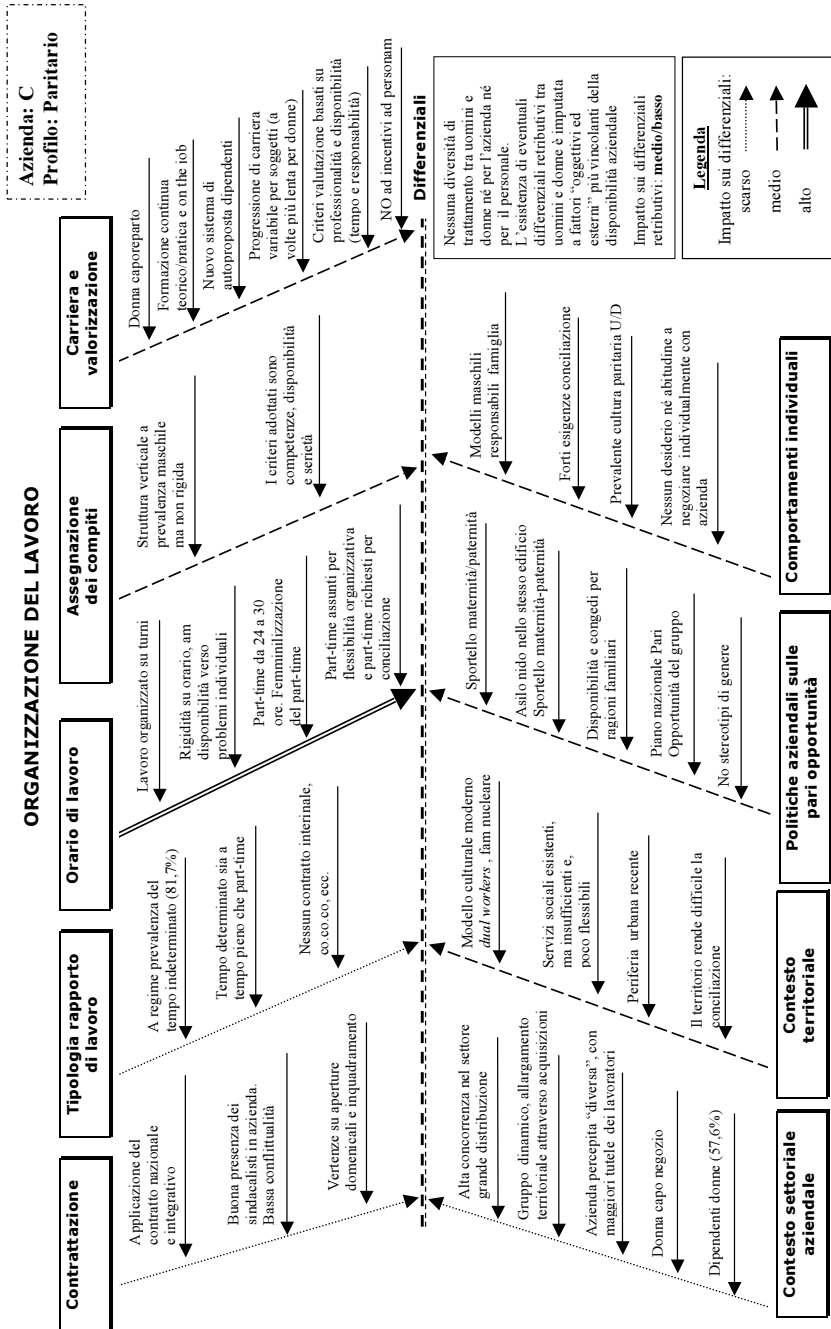 ORGANIZZAZIONE DEL LAVORO
Azienda: C
Profilo: Paritario
Contrattazione
Tipologia rapporto
di lavoro
Orario di lavoro
Assegnazione
dei compiti
Carriera e
valorizzazione
Applicazione del
contratto nazionale
e integrativo
Buona presenza dei
sindacalisti in azienda.
Bassa conflittualità
Vertenze su aperture
domenicali e inquadramento
A regime prevalenza del
tempo indeterminato (81,7%)
Tempo determinato sia a
tempo pieno che part-time
Nessun contratto interinale,
co.co.co, ecc.
Lavoro organizzato su turni
Rigidità su orario, am
disponibilità verso
problemi individuali
Part-time da 24 a 30
ore. Femminilizzazione
del part-time
Part-time assunti per
flessibilità organizzativa
e part-time richiesti per
conciliazione
Struttura verticale a
prevalenza maschile
ma non rigida
I criteri adottati sono
competenze, disponibilità
e serietà
Donna caporeparto
Formazione continua
teorico/pratica e on the iob
Nuovo sistema di
autoproposta dipendenti
Progressione di carriera
variabile per soggetti (a
volte più lenta per donne)
Criteri valutazione basati su
professionalità e disponibilità
(tempo e responsabilità)
NO ad incentivi ad personam
Differenziali
Alta concorrenza nel settore
grande distribuzione
Gruppo dinamico, allargamento
territoriale attraverso acquisizioni
Azienda percepita “diversa”, con
maggiori tutele dei lavoratori
Donna capo negozio
Dipendenti donne (57,6%)
Modello culturale moderno
dual workers , fam nucleare
Servizi sociali esistenti,
ma insufficienti e,
poco flessibili
Periferia urbana recente
Il territorio rende difficile la
conciliazione
Sportello maternità/paternità
Asilo nido nello stesso edificio
Sportello maternità-paternità
Disponibilità e congedi per
ragioni familiari
Piano nazionale Pari
Opportunità del gruppo
No stereotipi di genere
Modelli maschili
responsabili famiglia
Forti esigenze conciliazione
Prevalente cultura paritaria U/D
Nessun desiderio né abitudine a
negoziare individualmente con
azienda
Nessuna diversità di
trattamento tra uomini e
donne né per l’azienda né
per il personale.
L’esistenza di eventuali
differenziali retributivi tra
uomini e donne è imputata
a fattori “oggettivi ed
esterni” più vincolanti della
disponibilità aziendale
Impatto sui differenziali
retributivi: medio/basso
Contesto settoriale
aziendale
Contesto
territoriale
Politiche aziendali sulle
pari opportunità
Comportamenti individuali
Legenda
Impatto sui differenziali:
scarso
medio
alto